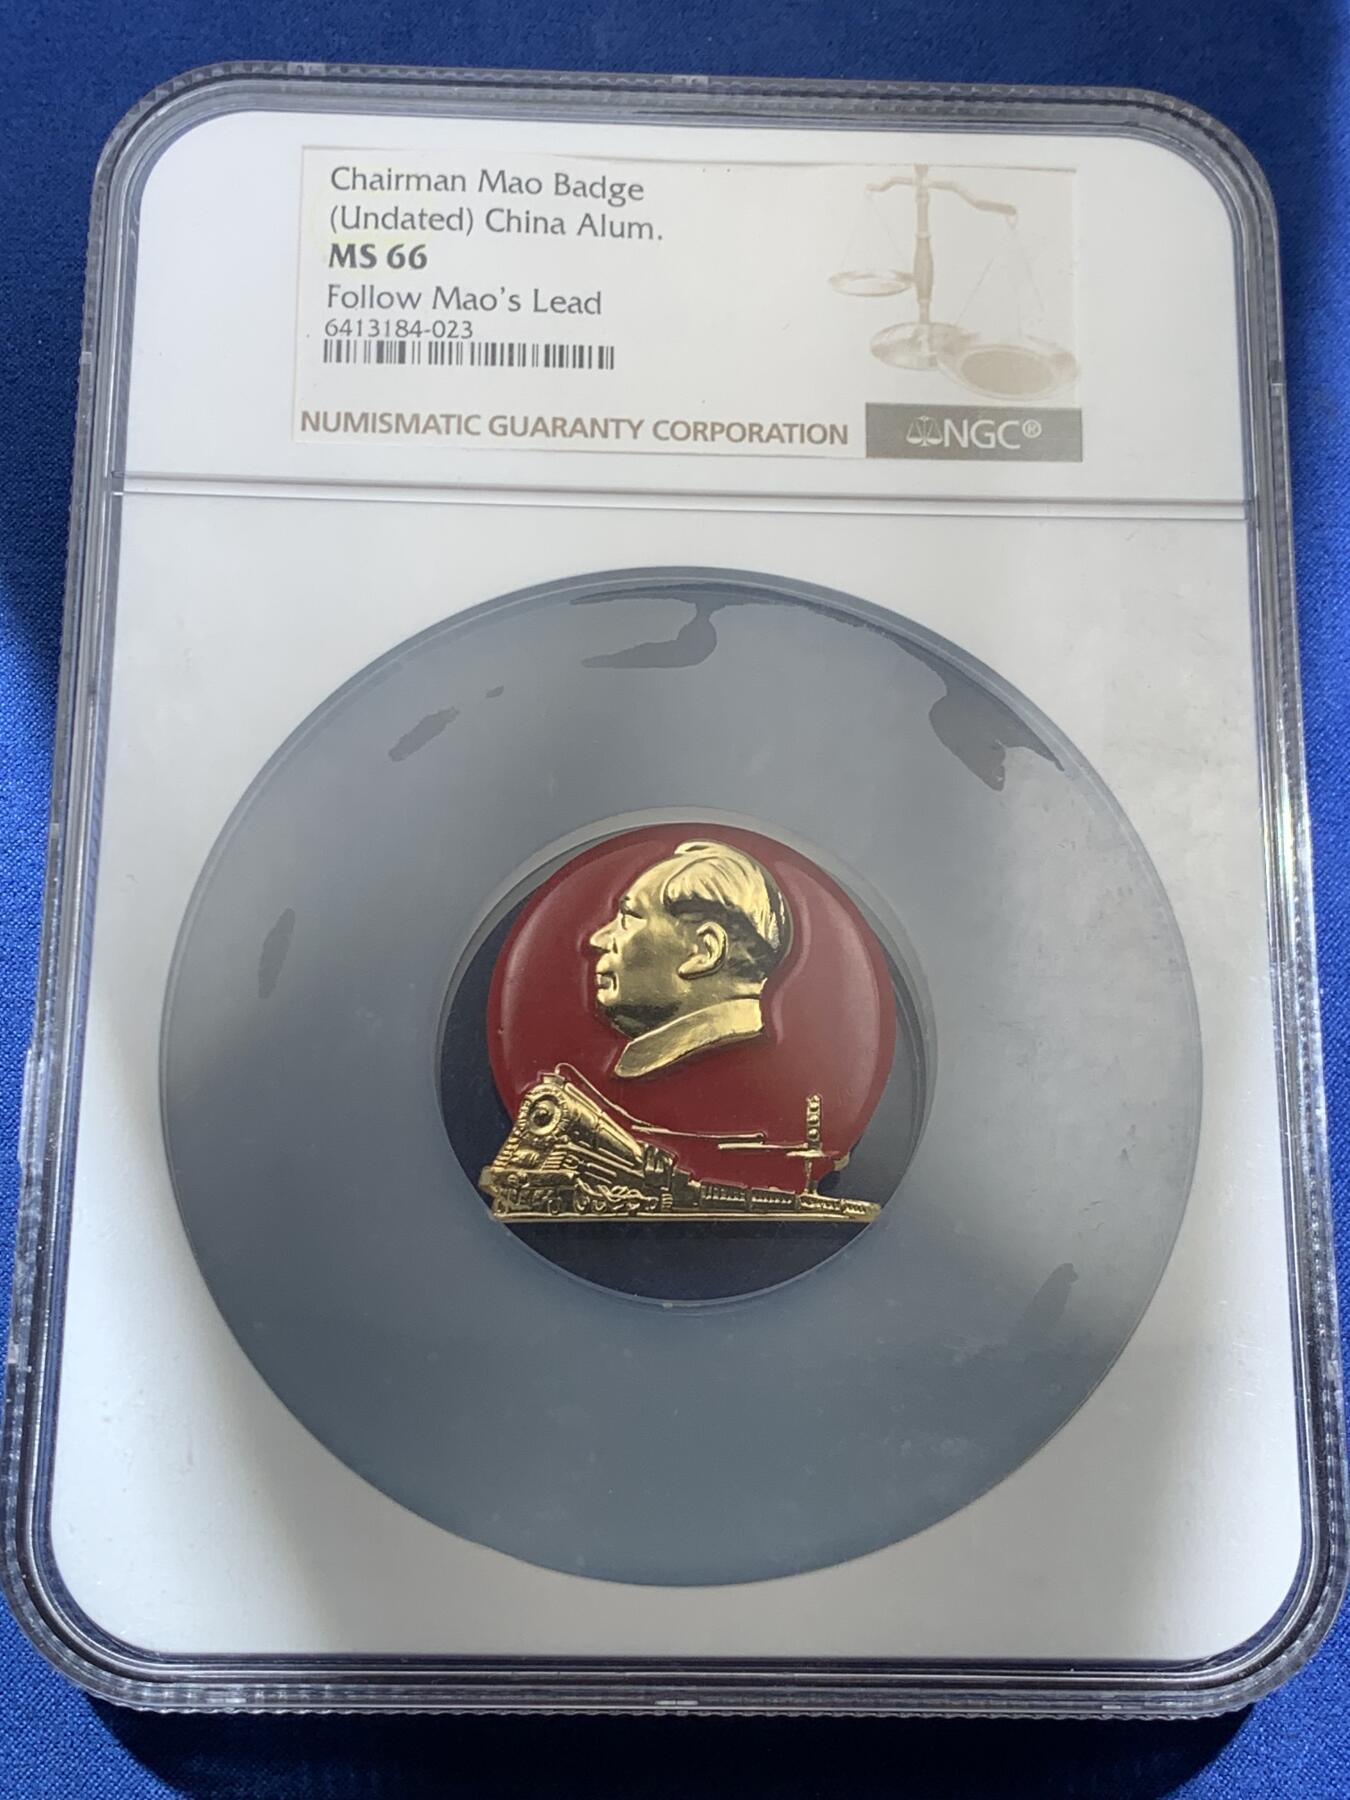 Chairman Mao Badge
(Undated) China Alum.
MS 66
Follow Mao's Lead
6413184-023
NUMISMATIC GUARANTY CORPORATION
NGC®